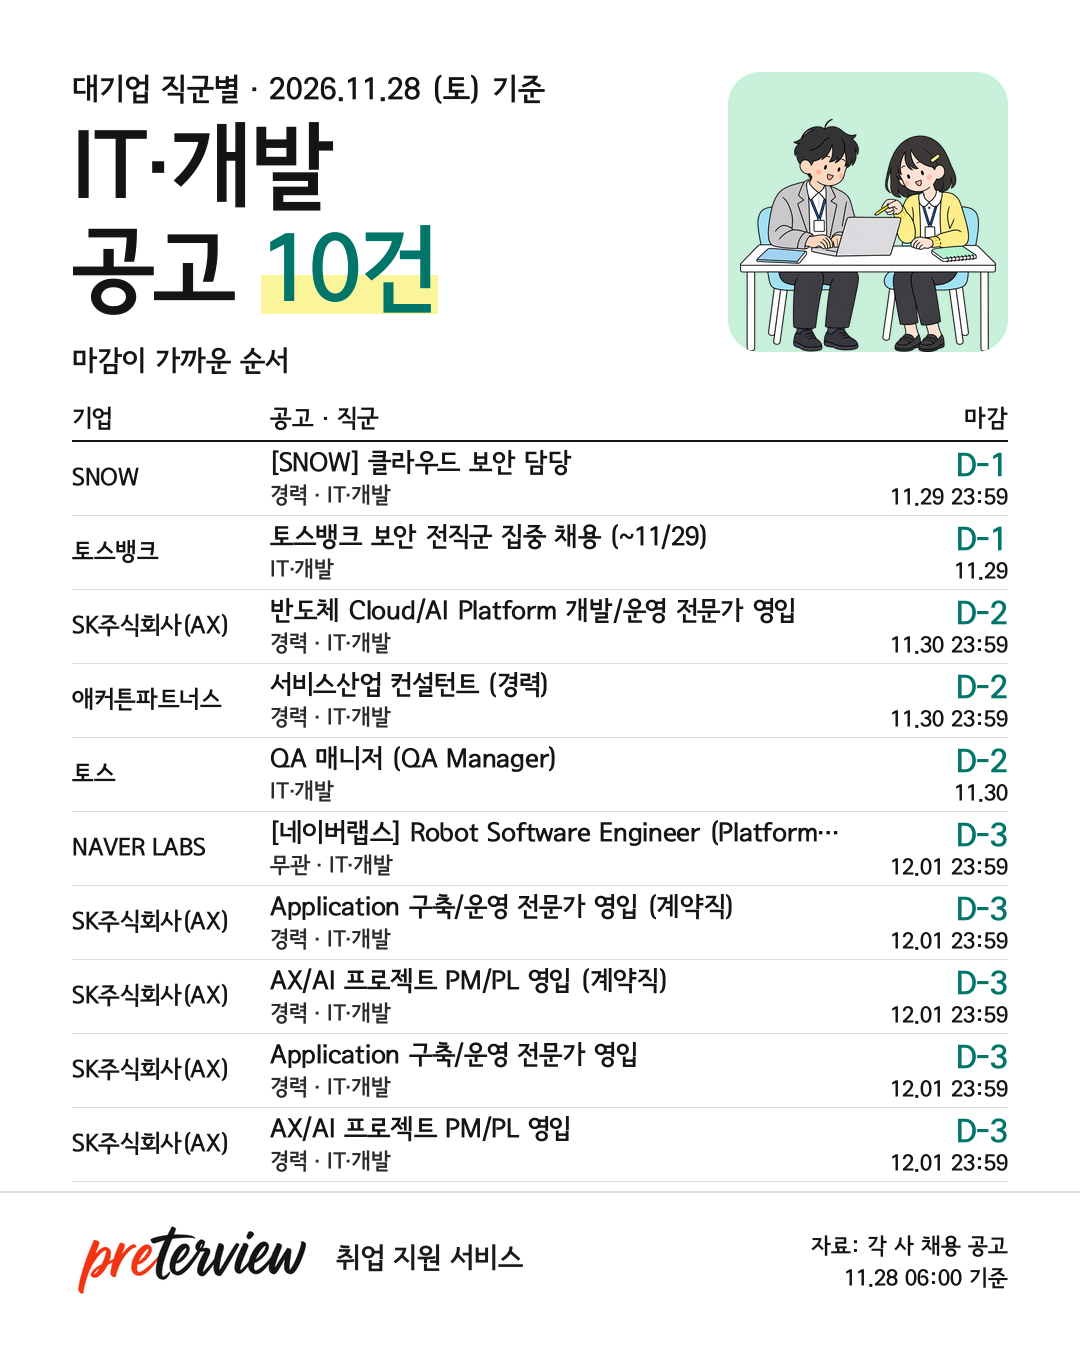 대기업 직군별 · 2026.11.28 (토) 기준
IT·개발
공고 10건
마감이 가까운 순서
기업 공고 · 직군 마감
SNOW
[SNOW] 클라우드 보안 담당
경력 · IT·개발
D-1
11.29 23:59
토스뱅크
토스뱅크 보안 전직군 집중 채용 (~11/29)
IT·개발
D-1
11.29
SK주식회사(AX)
반도체 Cloud/AI Platform 개발/운영 전문가 영입
경력 · IT·개발
D-2
11.30 23:59
애커튼파트너스
서비스산업 컨설턴트 (경력)
경력 · IT·개발
D-2
11.30 23:59
토스
QA 매니저 (QA Manager)
IT·개발
D-2
11.30
NAVER LABS
[네이버랩스] Robot Software Engineer (Platform…
무관 · IT·개발
D-3
12.01 23:59
SK주식회사(AX)
Application 구축/운영 전문가 영입 (계약직)
경력 · IT·개발
D-3
12.01 23:59
SK주식회사(AX)
AX/AI 프로젝트 PM/PL 영입 (계약직)
경력 · IT·개발
D-3
12.01 23:59
SK주식회사(AX)
Application 구축/운영 전문가 영입
경력 · IT·개발
D-3
12.01 23:59
SK주식회사(AX)
AX/AI 프로젝트 PM/PL 영입
경력 · IT·개발
D-3
12.01 23:59
preterview 취업 지원 서비스
자료: 각 사 채용 공고
11.28 06:00 기준